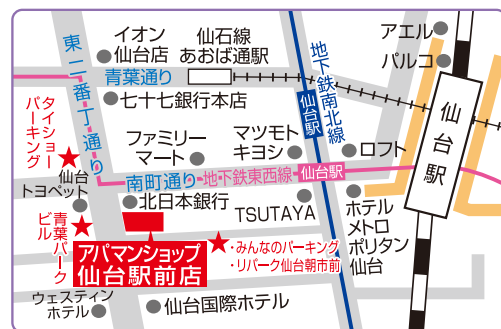 イオン
仙台店
仙石線
あおば通駅
アエル
パルコ
東二番丁通り
青葉通り
地下鉄南北線
仙台駅
七十七銀行本店
仙台駅
タイショー
パーキング
ファミリー
マート
マツモト
キヨシ
ロフト
仙台
トヨペット
南町通り
地下鉄東西線
仙台駅
北日本銀行
TSUTAYA
ホテル
メトロ
ポリタン
仙台
青葉パーク
ビル
アパマンショップ
仙台駅前店
・みんなのパーキング
・リパーク仙台朝市前
ウェスティン
ホテル
仙台国際ホテル